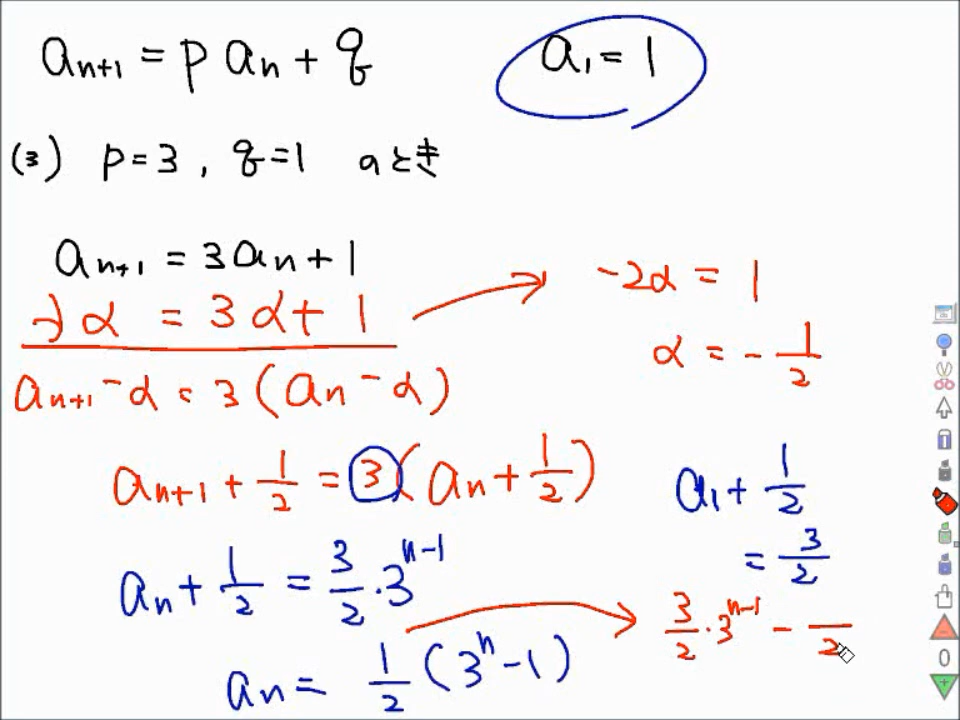 aₙ₊₁ = p aₙ + q
a₁ = 1
(3) p = 3 , q = 1 のとき
aₙ₊₁ = 3aₙ + 1
-) α = 3α + 1
-2α = 1
α = - 1/2
aₙ₊₁ - α = 3 (aₙ - α)
aₙ₊₁ + 1/2 = 3 (aₙ + 1/2)
a₁ + 1/2
= 3/2
aₙ + 1/2 = 3/2 · 3ⁿ⁻¹
3/2 · 3ⁿ⁻¹ - /2
aₙ = 1/2 (3ⁿ - 1)
0